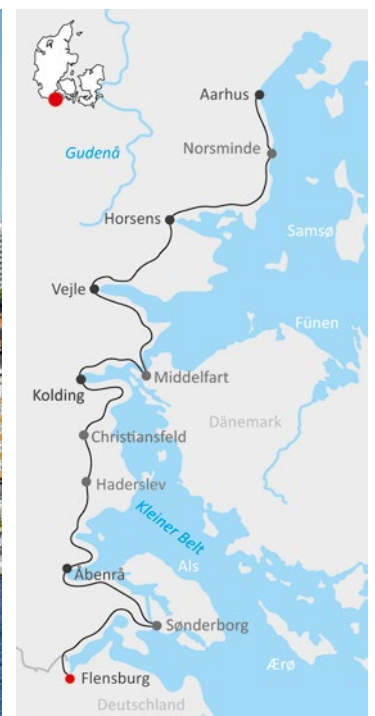 Aarhus
Gudenå
Norsminde
Horsens
Samsø
Vejle
Fünen
Middelfart
Kolding
Dänemark
Christiansfeld
Haderslev
Kleiner Belt
Als
Åbenrå
Sønderborg
Ærø
Flensburg
Deutschland